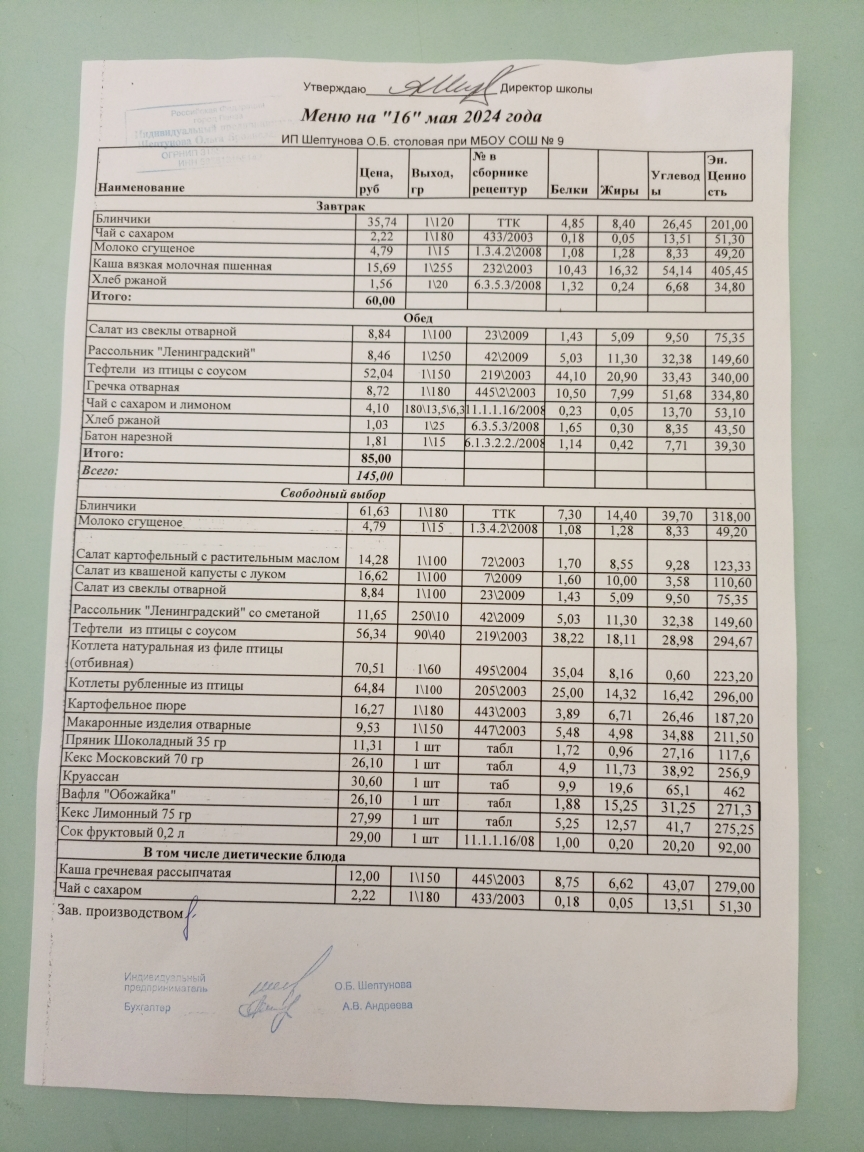 Утверждаю Директор школы
Меню на "16" мая 2024 года
ИП Шептунова О.Б. столовая при МБОУ СОШ № 9
Наименование Цена, руб Выход, гр № в сборнике рецептур Белки Жиры Углевод ы Эн. Ценно сть
Завтрак
Блинчики 35,74 1\120 ТТК 4,85 8,40 26,45 201,00
Чай с сахаром 2,22 1\180 433/2003 0,18 0,05 13,51 51,30
Молоко сгущеное 4,79 1\15 1.3.4.2\2008 1,08 1,28 8,33 49,20
Каша вязкая молочная пшенная 15,69 1\255 232\2003 10,43 16,32 54,14 405,45
Хлеб ржаной 1,56 1\20 6.3.5.3/2008 1,32 0,24 6,68 34,80
Итого: 60,00
Обед
Салат из свеклы отварной 8,84 1\100 23\2009 1,43 5,09 9,50 75,35
Рассольник "Ленинградский" 8,46 1\250 42\2009 5,03 11,30 32,38 149,60
Тефтели из птицы с соусом 52,04 1\150 219\2003 44,10 20,90 33,43 340,00
Гречка отварная 8,72 1\180 445\2\2003 10,50 7,99 51,68 334,80
Чай с сахаром и лимоном 4,10 180\13,5\6,3 11.1.1.16/2008 0,23 0,05 13,70 53,10
Хлеб ржаной 1,03 1\25 6.3.5.3/2008 1,65 0,30 8,35 43,50
Батон нарезной 1,81 1\15 6.1.3.2.2./2008 1,14 0,42 7,71 39,30
Итого: 85,00
Всего: 145,00
Свободный выбор
Блинчики 61,63 1\180 ТТК 7,30 14,40 39,70 318,00
Молоко сгущеное 4,79 1\15 1.3.4.2\2008 1,08 1,28 8,33 49,20
Салат картофельный с растительным маслом 14,28 1\100 72\2003 1,70 8,55 9,28 123,33
Салат из квашеной капусты с луком 16,62 1\100 7\2009 1,60 10,00 3,58 110,60
Салат из свеклы отварной 8,84 1\100 23\2009 1,43 5,09 9,50 75,35
Рассольник "Ленинградский" со сметаной 11,65 250\10 42\2009 5,03 11,30 32,38 149,60
Тефтели из птицы с соусом 56,34 90\40 219\2003 38,22 18,11 28,98 294,67
Котлета натуральная из филе птицы
(отбивная) 70,51 1\60 495\2004 35,04 8,16 0,60 223,20
Котлеты рубленные из птицы 64,84 1\100 205\2003 25,00 14,32 16,42 296,00
Картофельное пюре 16,27 1\180 443\2003 3,89 6,71 26,46 187,20
Макаронные изделия отварные 9,53 1\150 447\2003 5,48 4,98 34,88 211,50
Пряник Шоколадный 35 гр 11,31 1 шт табл 1,72 0,96 27,16 117,6
Кекс Московский 70 гр 26,10 1 шт табл 4,9 11,73 38,92 256,9
Круассан 30,60 1 шт таб 9,9 19,6 65,1 462
Вафля "Обожайка" 26,10 1 шт табл 1,88 15,25 31,25 271,3
Кекс Лимонный 75 гр 27,99 1 шт табл 5,25 12,57 41,7 275,25
Сок фруктовый 0,2 л 29,00 1 шт 11.1.1.16/08 1,00 0,20 20,20 92,00
В том числе диетические блюда
Каша гречневая рассыпчатая 12,00 1\150 445\2003 8,75 6,62 43,07 279,00
Чай с сахаром 2,22 1\180 433/2003 0,18 0,05 13,51 51,30
Зав. производством
Индивидуальный
предприниматель О.Б. Шептунова
Бухгалтер А.В. Андреева